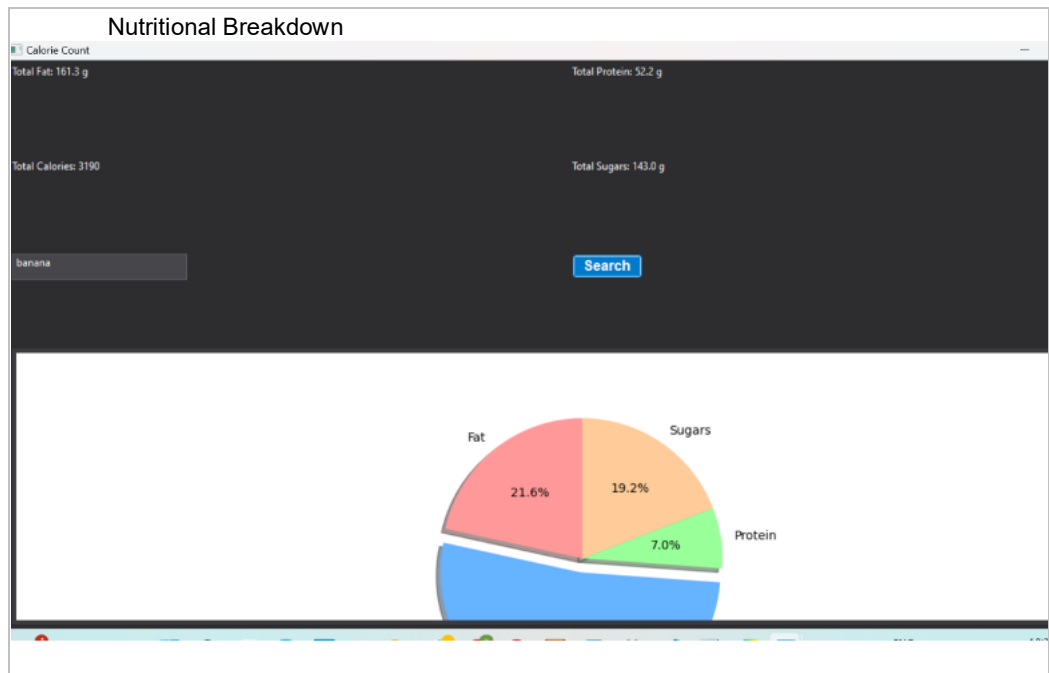 Nutritional Breakdown
Calorie Count
Total Fat: 161.3 g
Total Protein: 52.2 g
Total Calories: 3190
Total Sugars: 143.0 g
banana
Search
Fat
Sugars
21.6%
19.2%
Protein
7.0%